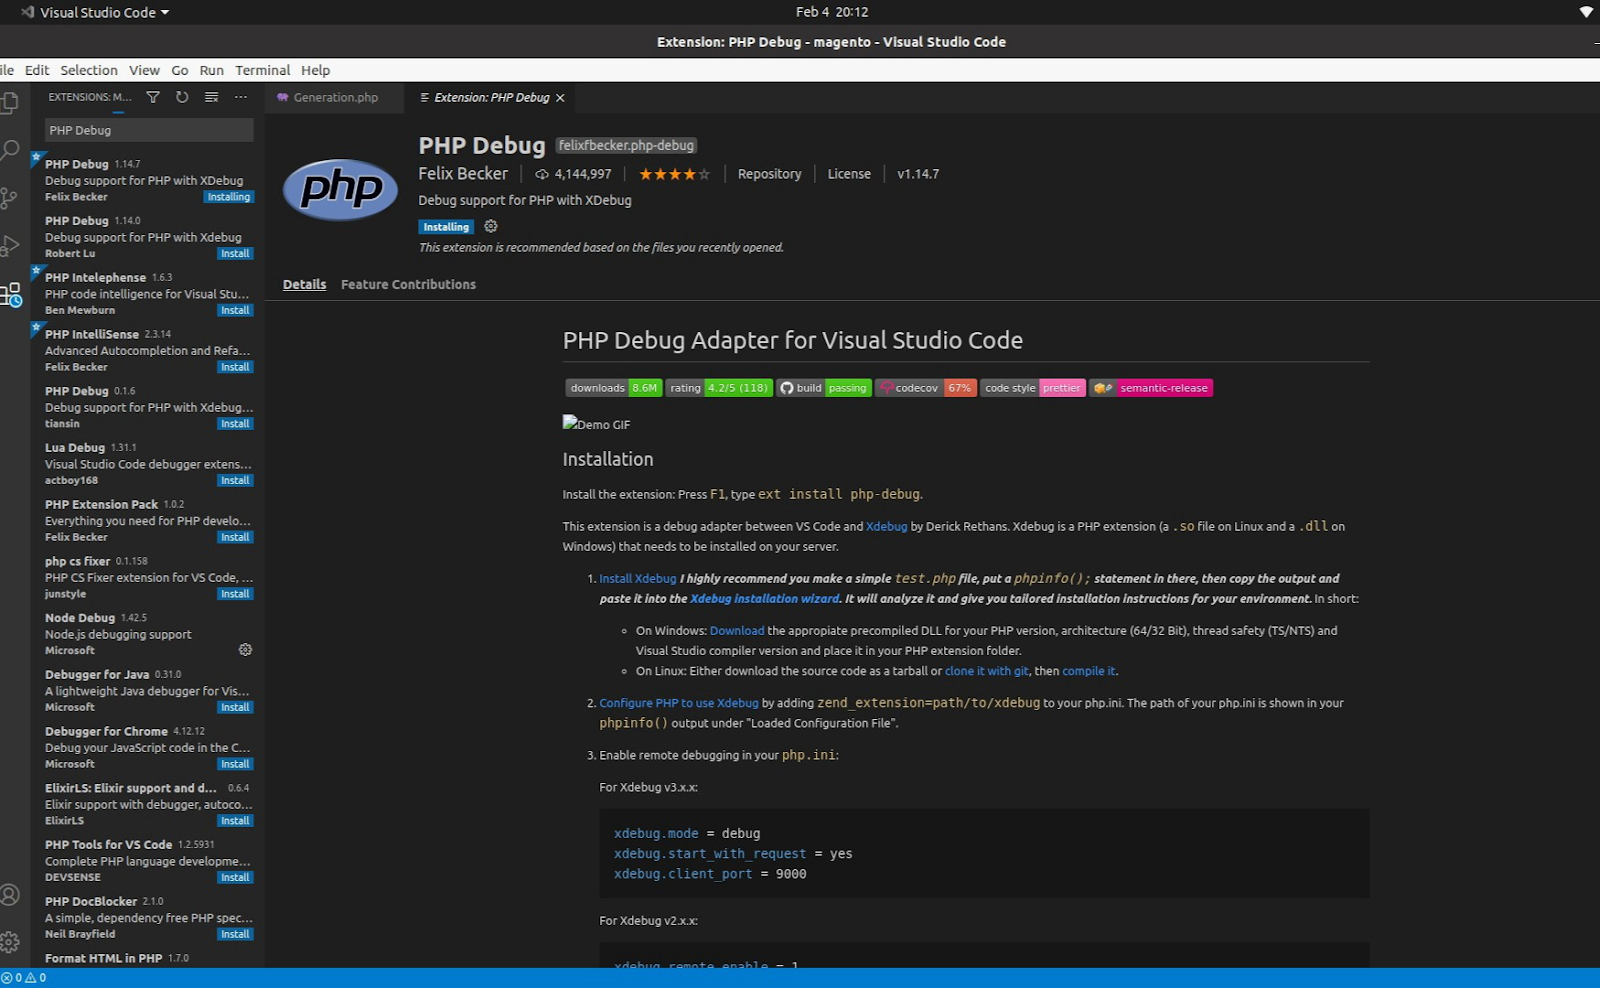 Visual Studio Code
Feb 4 20:12
Extension: PHP Debug - magento - Visual Studio Code
ile Edit Selection View Go Run Terminal Help
EXTENSIONS: M...
Generation.php
Extension: PHP Debug
PHP Debug
PHP Debug 1.14.7
Debug support for PHP with XDebug
Felix Becker Installing
PHP Debug 1.14.0
Debug support for PHP with Xdebug
Robert Lu Install
PHP Intelephense 1.6.3
PHP code intelligence for Visual Stu...
Ben Mewburn Install
PHP IntelliSense 2.3.14
Advanced Autocompletion and Refa...
Felix Becker Install
PHP Debug 0.1.6
Debug support for PHP with Xdebug...
tiansin Install
Lua Debug 1.31.1
Visual Studio Code debugger extens...
actboy168 Install
PHP Extension Pack 1.0.2
Everything you need for PHP develo...
Felix Becker Install
php cs fixer 0.1.158
PHP CS Fixer extension for VS Code, ...
junstyle Install
Node Debug 1.42.5
Node.js debugging support
Microsoft
Debugger for Java 0.31.0
A lightweight Java debugger for Vis...
Microsoft Install
Debugger for Chrome 4.12.12
Debug your JavaScript code in the C...
Microsoft Install
ElixirLS: Elixir support and d... 0.6.4
Elixir support with debugger, autoco...
ElixirLS Install
PHP Tools for VS Code 1.2.5931
Complete PHP language developme...
DEVSENSE Install
PHP DocBlocker 2.1.0
A simple, dependency free PHP spec...
Neil Brayfield Install
Format HTML in PHP 1.7.0
php
PHP Debug felixfbecker.php-debug
Felix Becker 4,144,997 Repository License v1.14.7
Debug support for PHP with XDebug
Installing
This extension is recommended based on the files you recently opened.
Details Feature Contributions
PHP Debug Adapter for Visual Studio Code
downloads 8.6M rating 4.2/5 (118) build passing codecov 67% code style prettier semantic-release
Demo GIF
Installation
Install the extension: Press F1, type ext install php-debug.
This extension is a debug adapter between VS Code and Xdebug by Derick Rethans. Xdebug is a PHP extension (a .so file on Linux and a .dll on
Windows) that needs to be installed on your server.
1. Install Xdebug I highly recommend you make a simple test.php file, put a phpinfo(); statement in there, then copy the output and
paste it into the Xdebug installation wizard. It will analyze it and give you tailored installation instructions for your environment. In short:
◦ On Windows: Download the appropiate precompiled DLL for your PHP version, architecture (64/32 Bit), thread safety (TS/NTS) and
Visual Studio compiler version and place it in your PHP extension folder.
◦ On Linux: Either download the source code as a tarball or clone it with git, then compile it.
2. Configure PHP to use Xdebug by adding zend_extension=path/to/xdebug to your php.ini. The path of your php.ini is shown in your
phpinfo() output under "Loaded Configuration File".
3. Enable remote debugging in your php.ini:
For Xdebug v3.x.x:
xdebug.mode = debug
xdebug.start_with_request = yes
xdebug.client_port = 9000
For Xdebug v2.x.x:
xdebug.remote_enable = 1
0 0